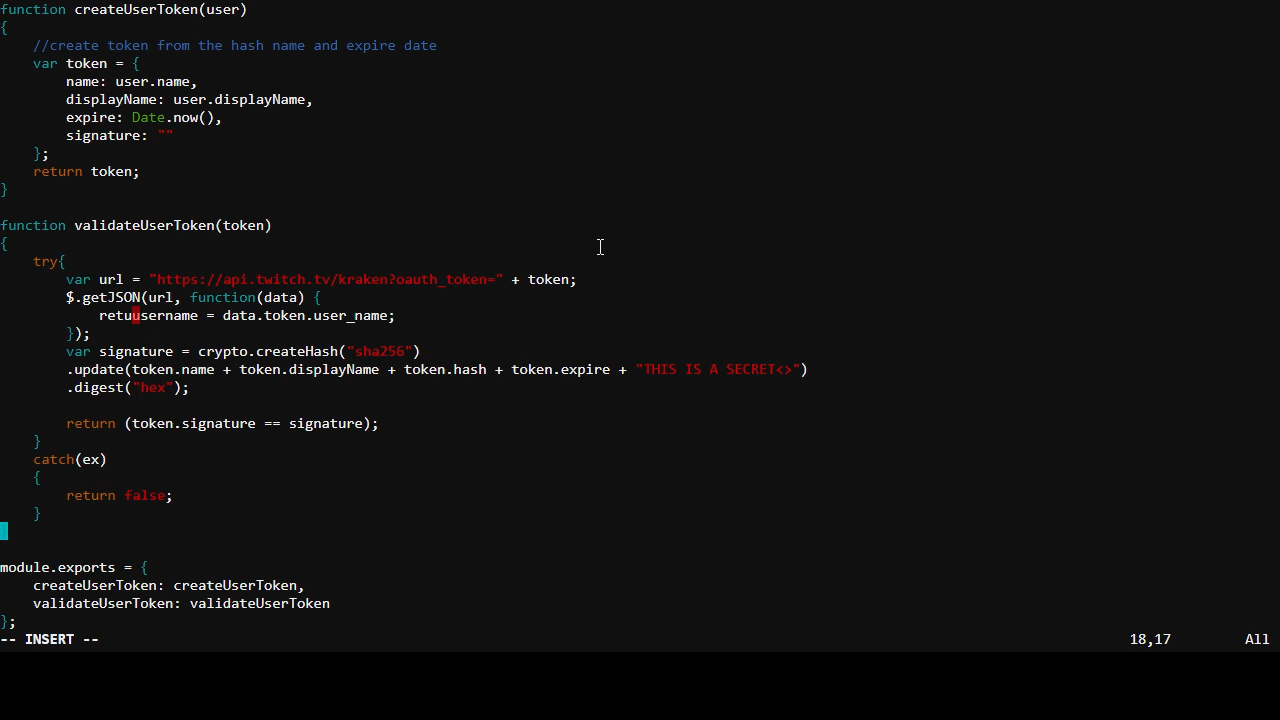 function createUserToken(user)
{
    //create token from the hash name and expire date
    var token = {
        name: user.name,
        displayName: user.displayName,
        expire: Date.now(),
        signature: ""
    };
    return token;
}

function validateUserToken(token)
{
    try{
        var url = "https://api.twitch.tv/kraken?oauth_token=" + token;
        $.getJSON(url, function(data) {
            retuusername = data.token.user_name;
        });
        var signature = crypto.createHash("sha256")
        .update(token.name + token.displayName + token.hash + token.expire + "THIS IS A SECRET<>")
        .digest("hex");

        return (token.signature == signature);
    }
    catch(ex)
    {
        return false;
    }
}

module.exports = {
    createUserToken: createUserToken,
    validateUserToken: validateUserToken
};
-- INSERT --                    18,17    All